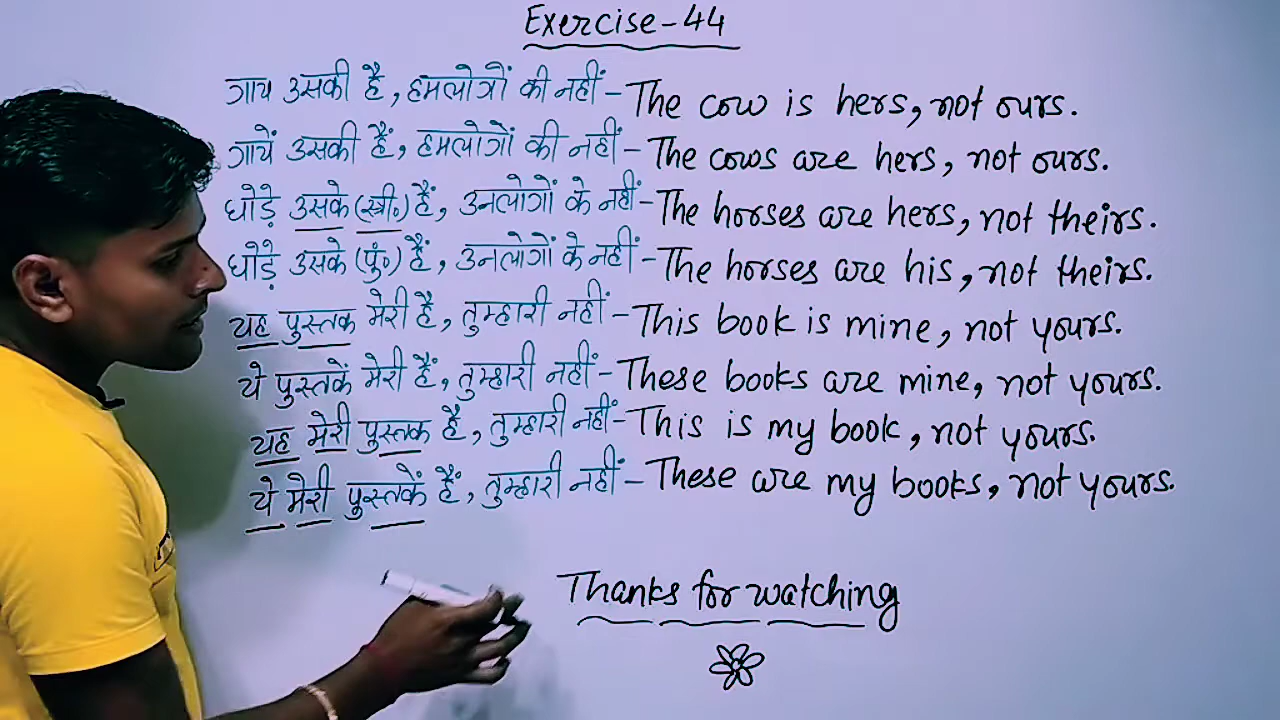 Exercise-44
गाय उसकी है, हमलोगों की नहीं - The cow is hers, not ours.
गायें उसकी हैं, हमलोगों की नहीं - The cows are hers, not ours.
घोड़े उसके (स्त्री॰) हैं, उनलोगों के नहीं - The horses are hers, not theirs.
घोड़े उसके (पुं॰) हैं, उनलोगों के नहीं - The horses are his, not theirs.
यह पुस्तक मेरी है, तुम्हारी नहीं - This book is mine, not yours.
ये पुस्तकें मेरी हैं, तुम्हारी नहीं - These books are mine, not yours.
यह मेरी पुस्तक है, तुम्हारी नहीं - This is my book, not yours.
ये मेरी पुस्तकें हैं, तुम्हारी नहीं - These are my books, not yours.
Thanks for watching